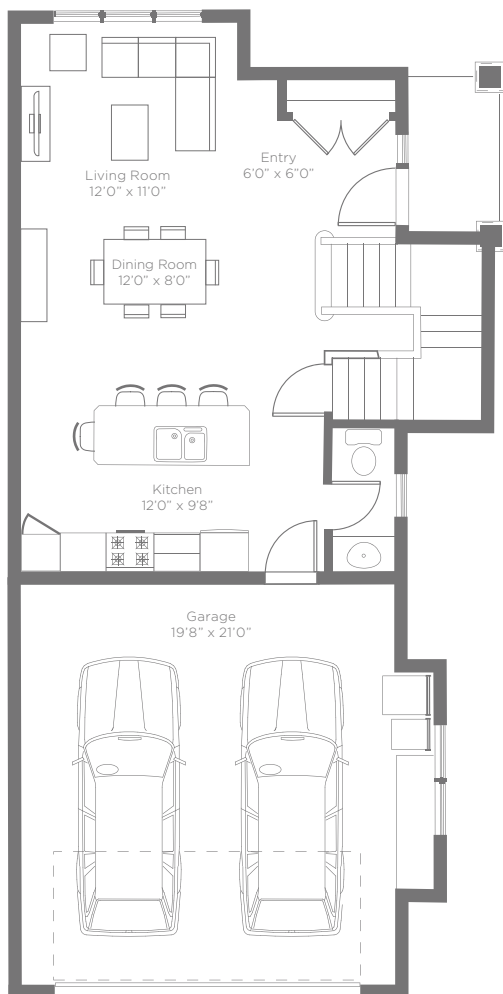 Living Room
12’0” x 11’0”
Entry
6’0” x 6”0”
Dining Room
12’0” x 8’0”
Kitchen
12’0” x 9’8”
Garage
19’8” x 21’0”